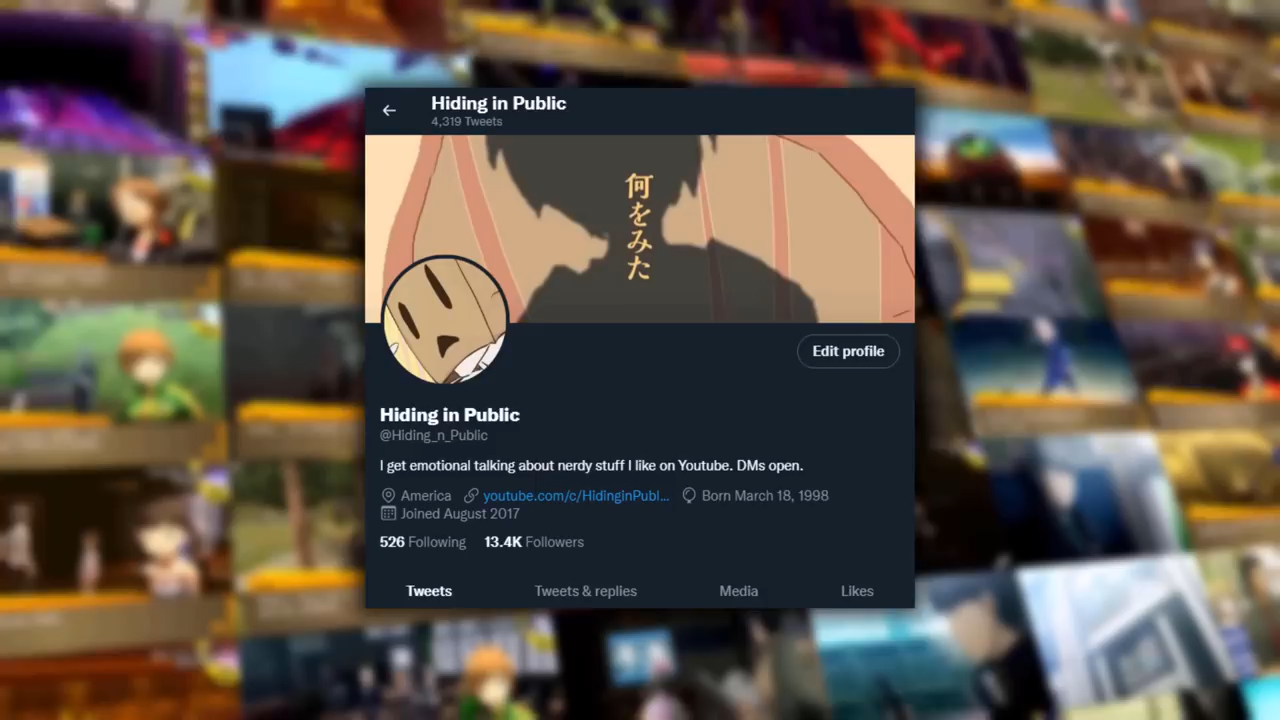 Hiding in Public
4,319 Tweets
何をみた
Edit profile
Hiding in Public
@Hiding_n_Public
I get emotional talking about nerdy stuff I like on Youtube. DMs open.
America youtube.com/c/HidinginPubl... Born March 18, 1998
Joined August 2017
526 Following 13.4K Followers
Tweets Tweets & replies Media Likes